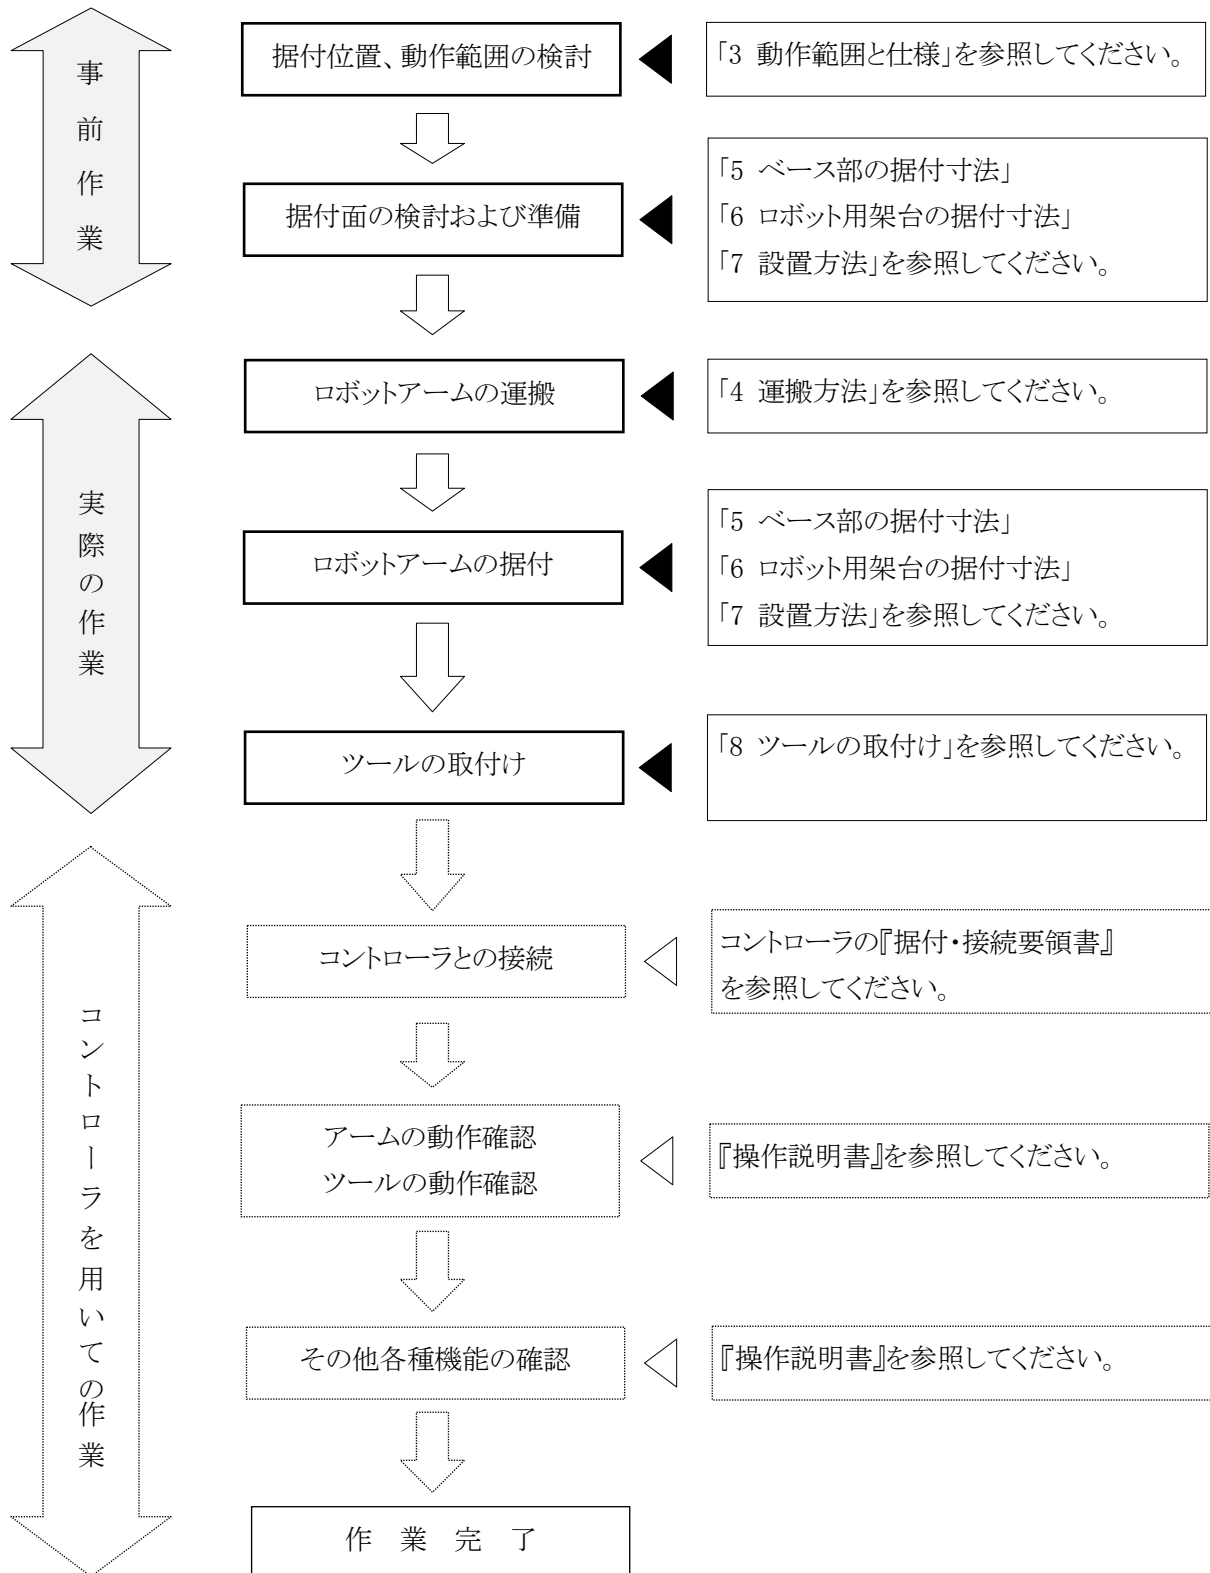 事前作業
据付位置、動作範囲の検討
「3 動作範囲と仕様」を参照してください。
据付面の検討および準備
「5 ベース部の据付寸法」
「6 ロボット用架台の据付寸法」
「7 設置方法」を参照してください。
実際の作業
ロボットアームの運搬
「4 運搬方法」を参照してください。
ロボットアームの据付
「5 ベース部の据付寸法」
「6 ロボット用架台の据付寸法」
「7 設置方法」を参照してください。
ツールの取付け
「8 ツールの取付け」を参照してください。
コントローラを用いての作業
コントローラとの接続
コントローラの『据付・接続要領書』
を参照してください。
アームの動作確認
ツールの動作確認
『操作説明書』を参照してください。
その他各種機能の確認
『操作説明書』を参照してください。
作 業 完 了